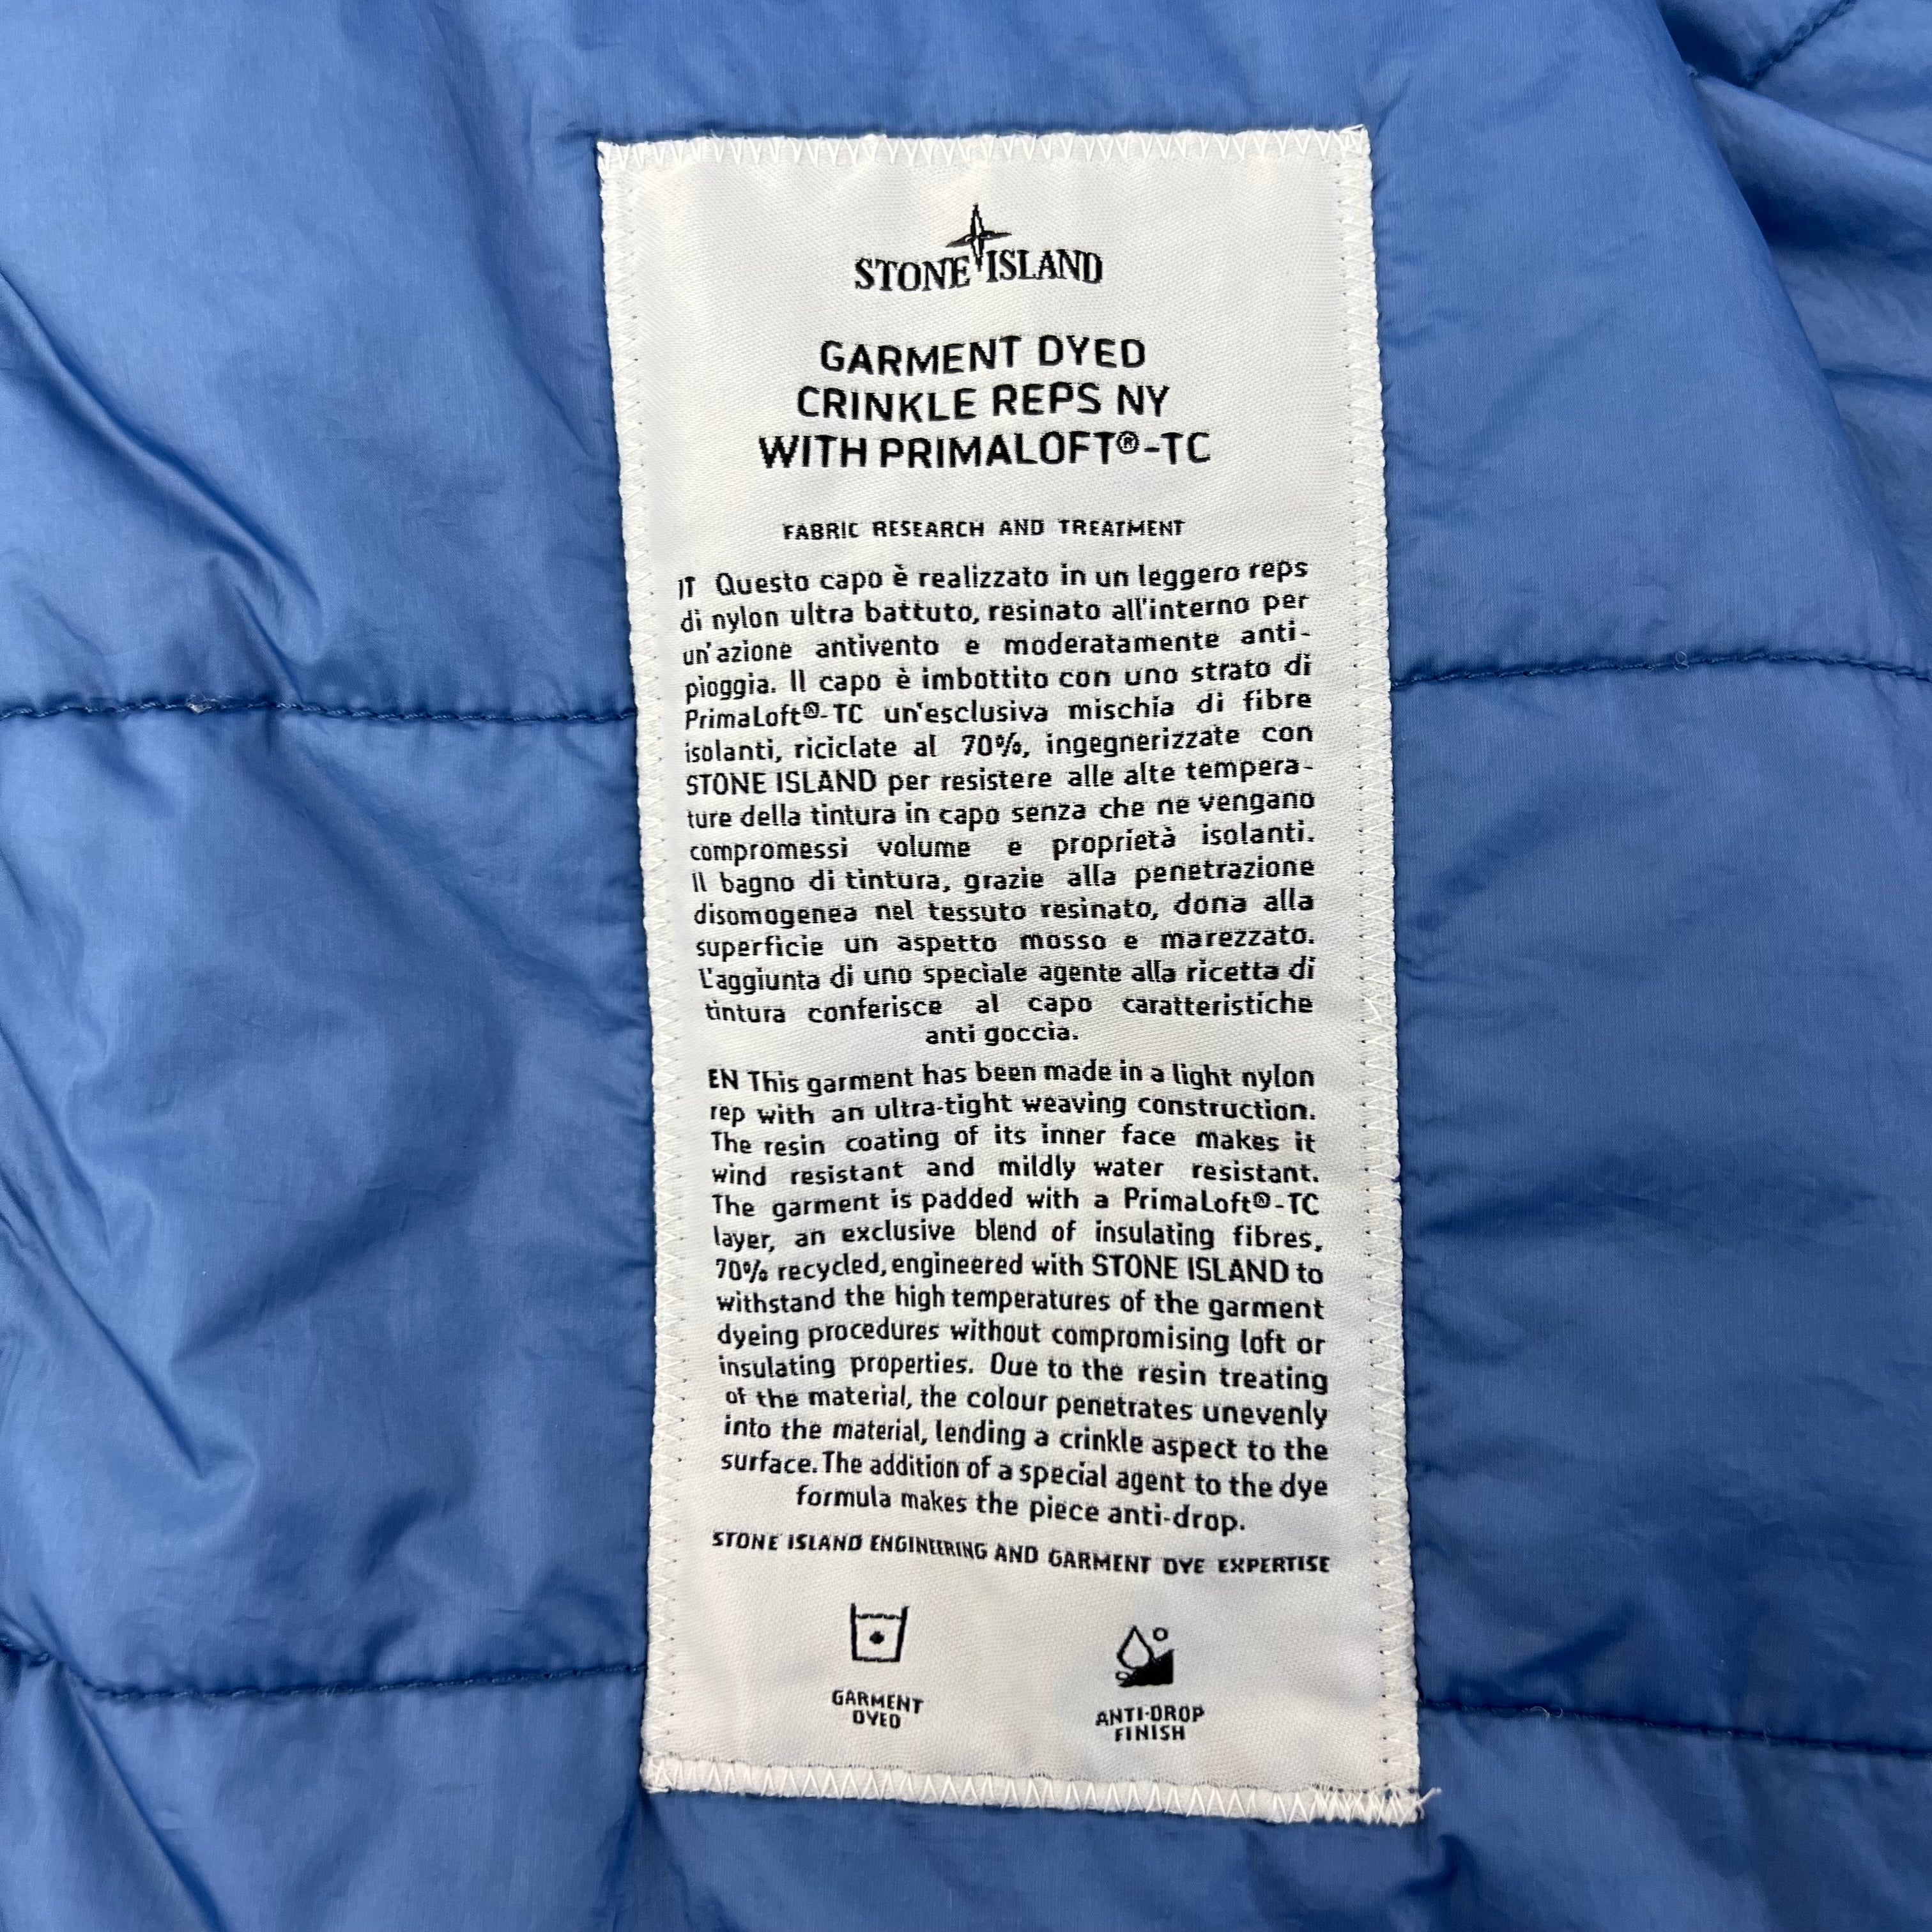 STONE ISLAND
GARMENT DYED
CRINKLE REPS NY
WITH PRIMALOFT®-TC
FABRIC RESEARCH AND TREATMENT
IT Questo capo è realizzato in un leggero reps
di nylon ultra battuto, resinato all'interno per
un'azione antivento e moderatamente anti-
pioggia. Il capo è imbottito con uno strato di
PrimaLoft®-TC un'esclusiva mischia di fibre
isolanti, riciclate al 70%, ingegnerizzate con
STONE ISLAND per resistere alle alte tempera-
ture della tintura in capo senza che ne vengano
compromessi volume e proprietà isolanti.
Il bagno di tintura, grazie alla penetrazione
disomogenea nel tessuto resinato, dona alla
superficie un aspetto mosso e marezzato.
L'aggiunta di uno speciale agente alla ricetta di
tintura conferisce al capo caratteristiche
anti goccia.
EN This garment has been made in a light nylon
rep with an ultra-tight weaving construction.
The resin coating of its inner face makes it
wind resistant and mildly water resistant.
The garment is padded with a PrimaLoft®-TC
layer, an exclusive blend of insulating fibres,
70% recycled, engineered with STONE ISLAND to
withstand the high temperatures of the garment
dyeing procedures without compromising loft or
insulating properties. Due to the resin treating
of the material, the colour penetrates unevenly
into the material, lending a crinkle aspect to the
surface. The addition of a special agent to the dye
formula makes the piece anti-drop.
STONE ISLAND ENGINEERING AND GARMENT DYE EXPERTISE
GARMENT
DYED
ANTI-DROP
FINISH